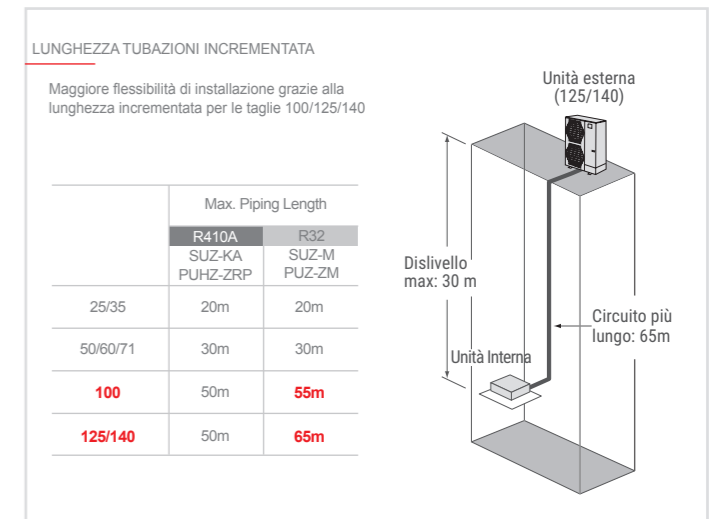 LUNGHEZZA TUBAZIONI INCREMENTATA
Maggiore flessibilità di installazione grazie alla
lunghezza incrementata per le taglie 100/125/140
Max. Piping Length
R410A R32
SUZ-KA SUZ-M
PUHZ-ZRP PUZ-ZM
25/35 20m 20m
50/60/71 30m 30m
100 50m 55m
125/140 50m 65m
Unità esterna
(125/140)
Dislivello
max: 30 m
Circuito più
lungo: 65m
Unità Interna